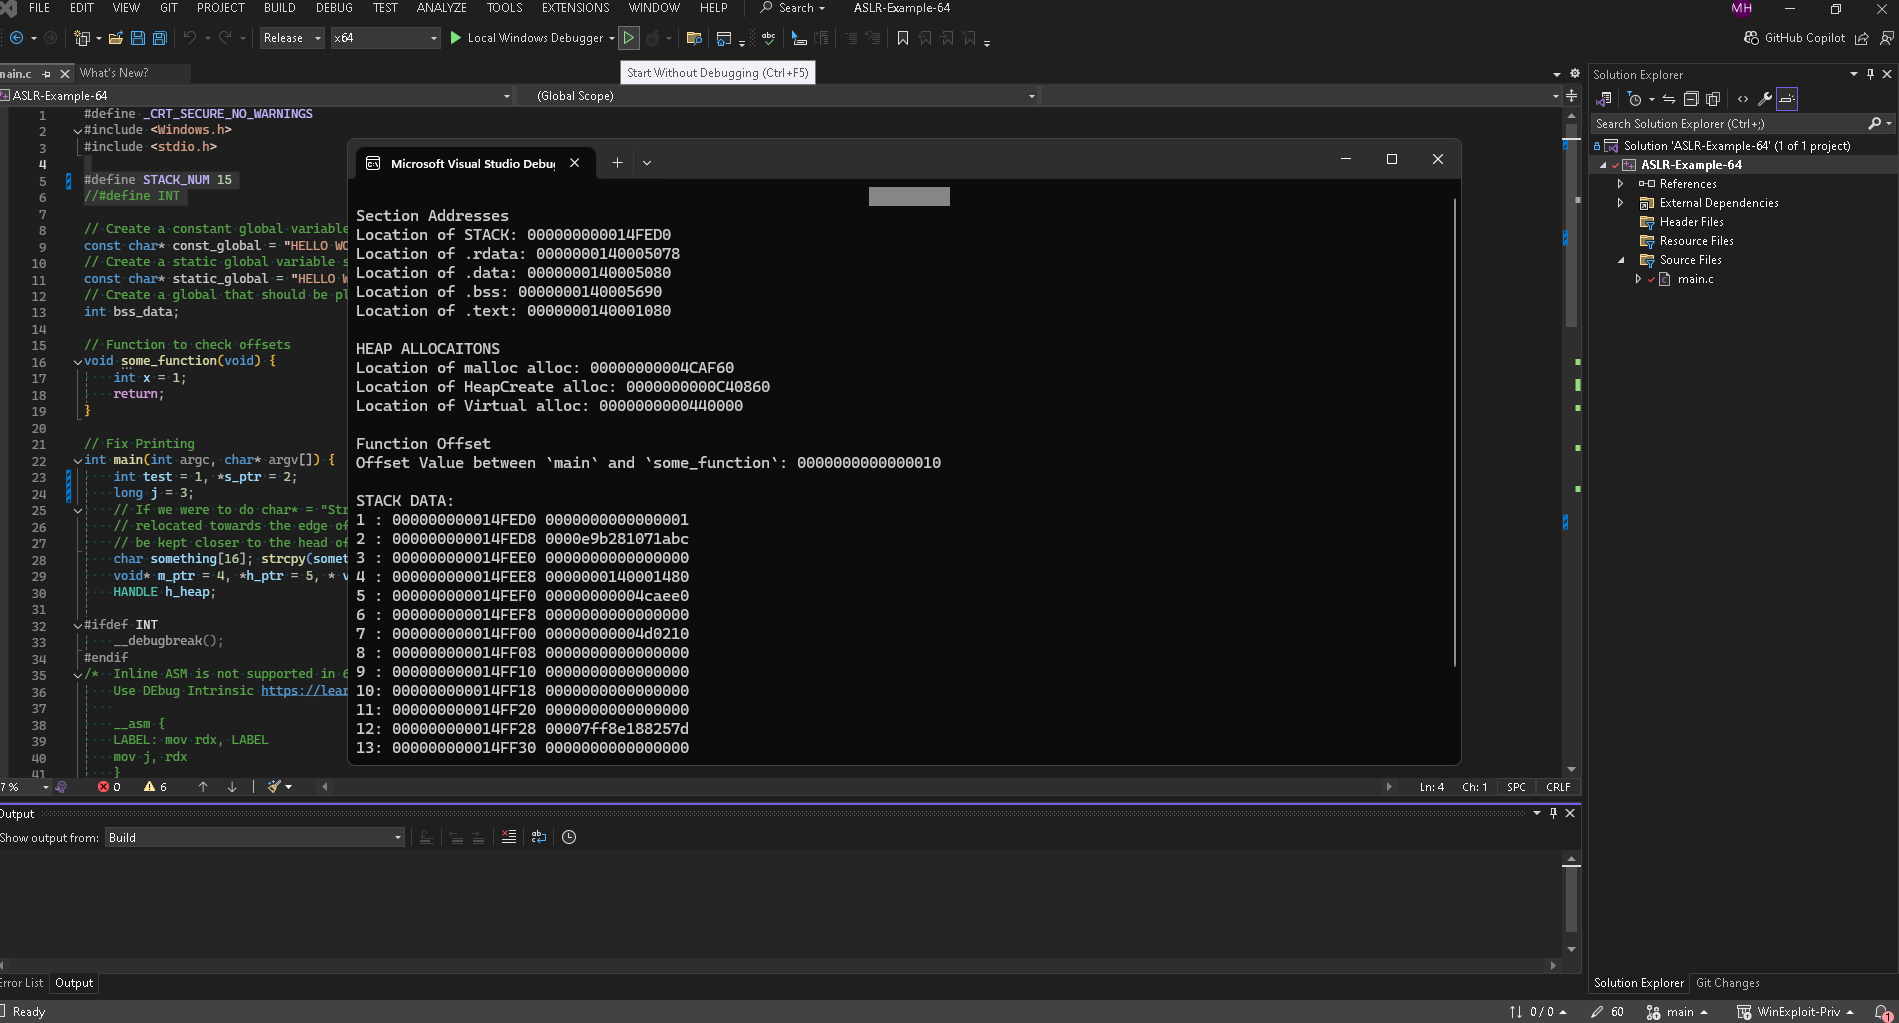 FILE EDIT VIEW GIT PROJECT BUILD DEBUG TEST ANALYZE TOOLS EXTENSIONS WINDOW HELP Search ASLR-Example-64 MH
Release x64 Local Windows Debugger GitHub Copilot
Start Without Debugging (Ctrl+F5)
main.c What's New?
ASLR-Example-64 (Global Scope)
1 #define _CRT_SECURE_NO_WARNINGS
2 #include <Windows.h>
3 #include <stdio.h>
4
5 #define STACK_NUM 15
6 //#define INT
7
8 // Create a constant global variable
9 const char* const_global = "HELLO WO
10 // Create a static global variable s
11 const char* static_global = "HELLO W
12 // Create a global that should be pl
13 int bss_data;
14
15 // Function to check offsets
16 void some_function(void) {
17 int x = 1;
18 return;
19 }
20
21 // Fix Printing
22 int main(int argc, char* argv[]) {
23 int test = 1, *s_ptr = 2;
24 long j = 3;
25 // If we were to do char* = "Str
26 // relocated towards the edge of
27 // be kept closer to the head of
28 char something[16]; strcpy(somet
29 void* m_ptr = 4, *h_ptr = 5, * v
30 HANDLE h_heap;
31
32 #ifdef INT
33 __debugbreak();
34 #endif
35 /* Inline ASM is not supported in 6
36 Use DEbug Intrinsic https://lear
37
38 __asm {
39 LABEL: mov rdx, LABEL
40 mov j, rdx
41 }
Microsoft Visual Studio Debug
Section Addresses
Location of STACK: 000000000014FED0
Location of .rdata: 0000000140005078
Location of .data: 0000000140005080
Location of .bss: 0000000140005690
Location of .text: 0000000140001080
HEAP ALLOCAITONS
Location of malloc alloc: 00000000004CAF60
Location of HeapCreate alloc: 0000000000C40860
Location of Virtual alloc: 0000000000440000
Function Offset
Offset Value between `main` and `some_function`: 0000000000000010
STACK DATA:
1 : 000000000014FED0 0000000000000001
2 : 000000000014FED8 0000e9b281071abc
3 : 000000000014FEE0 0000000000000000
4 : 000000000014FEE8 0000000140001480
5 : 000000000014FEF0 00000000004caee0
6 : 000000000014FEF8 0000000000000000
7 : 000000000014FF00 00000000004d0210
8 : 000000000014FF08 0000000000000000
9 : 000000000014FF10 0000000000000000
10: 000000000014FF18 0000000000000000
11: 000000000014FF20 0000000000000000
12: 000000000014FF28 00007ff8e188257d
13: 000000000014FF30 0000000000000000
Solution Explorer
Search Solution Explorer (Ctrl+;)
Solution 'ASLR-Example-64' (1 of 1 project)
ASLR-Example-64
References
External Dependencies
Header Files
Resource Files
Source Files
main.c
7 % 0 6 Ln: 4 Ch: 1 SPC CRLF
Output
Show output from: Build
Error List Output
Solution Explorer Git Changes
Ready 0 / 0 60 main WinExploit-Priv 1